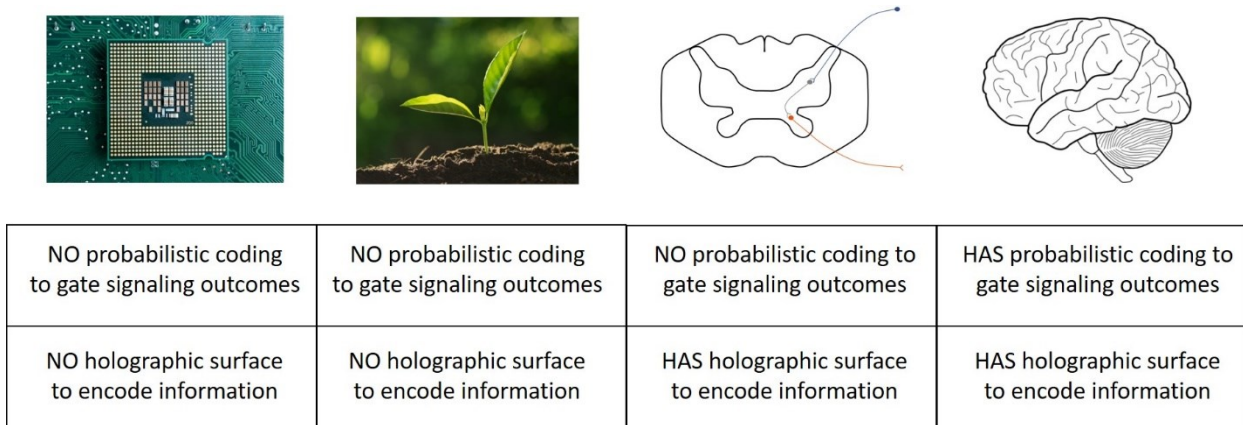 NO probabilistic coding
to gate signaling outcomes
NO probabilistic coding
to gate signaling outcomes
NO probabilistic coding to
gate signaling outcomes
HAS probabilistic coding to
gate signaling outcomes
NO holographic surface
to encode information
NO holographic surface
to encode information
HAS holographic surface
to encode information
HAS holographic surface
to encode information